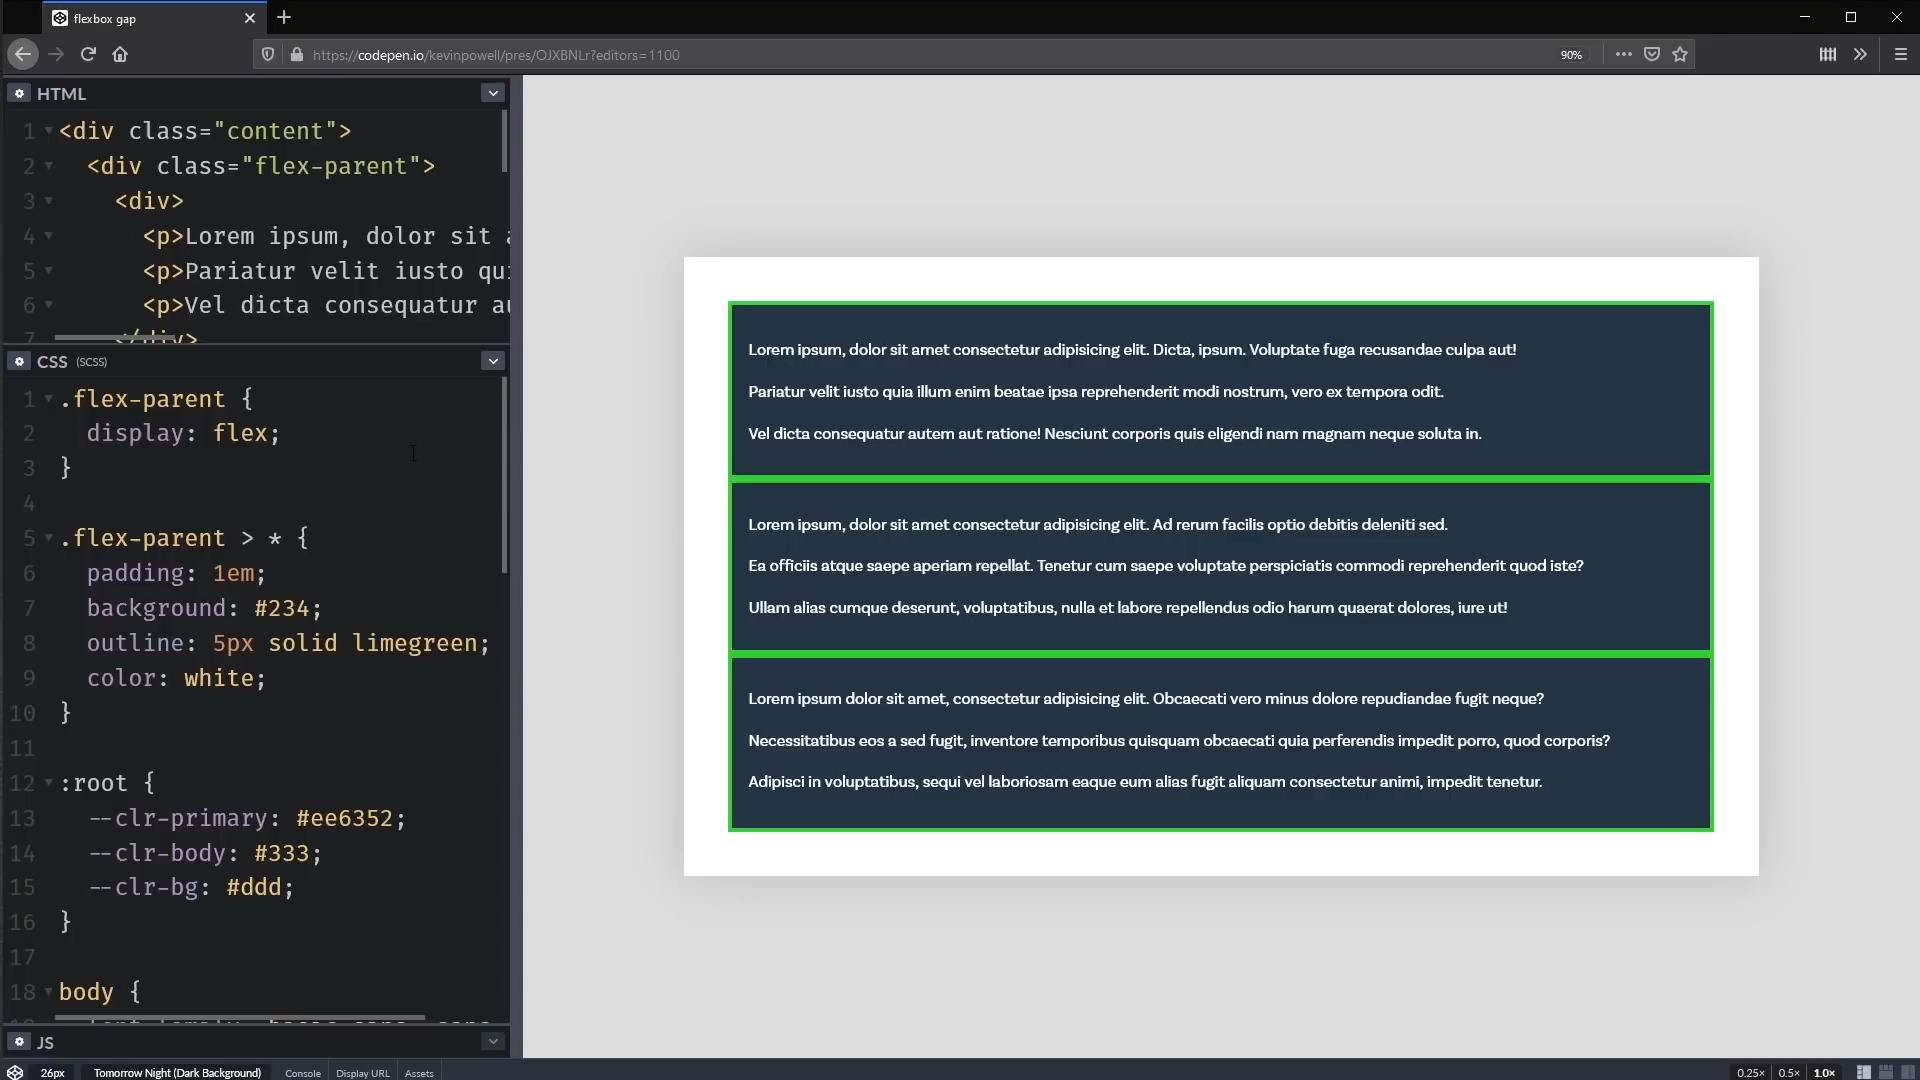 flexbox gap
https://codepen.io/kevinpowell/pres/OJXBNLr?editors=1100
90%
HTML
1 <div class="content">
2 <div class="flex-parent">
3 <div>
4 <p>Lorem ipsum, dolor sit
5 <p>Pariatur velit iusto qu
6 <p>Vel dicta consequatur a
7 </div>
CSS (SCSS)
1 .flex-parent {
2 display: flex;
3 }
4
5 .flex-parent > * {
6 padding: 1em;
7 background: #234;
8 outline: 5px solid limegreen;
9 color: white;
10 }
11
12 :root {
13 --clr-primary: #ee6352;
14 --clr-body: #333;
15 --clr-bg: #ddd;
16 }
17
18 body {
JS
Lorem ipsum, dolor sit amet consectetur adipisicing elit. Dicta, ipsum. Voluptate fuga recusandae culpa aut!
Pariatur velit iusto quia illum enim beatae ipsa reprehenderit modi nostrum, vero ex tempora odit.
Vel dicta consequatur autem aut ratione! Nesciunt corporis quis eligendi nam magnam neque soluta in.
Lorem ipsum, dolor sit amet consectetur adipisicing elit. Ad rerum facilis optio debitis deleniti sed.
Ea officiis atque saepe aperiam repellat. Tenetur cum saepe voluptate perspiciatis commodi reprehenderit quod iste?
Ullam alias cumque deserunt, voluptatibus, nulla et labore repellendus odio harum quaerat dolores, iure ut!
Lorem ipsum dolor sit amet, consectetur adipisicing elit. Obcaecati vero minus dolore repudiandae fugit neque?
Necessitatibus eos a sed fugit, inventore temporibus quisquam obcaecati quia perferendis impedit porro, quod corporis?
Adipisci in voluptatibus, sequi vel laboriosam eaque eum alias fugit aliquam consectetur animi, impedit tenetur.
26px Tomorrow Night (Dark Background) Console Display URL Assets 0.25× 0.5× 1.0×